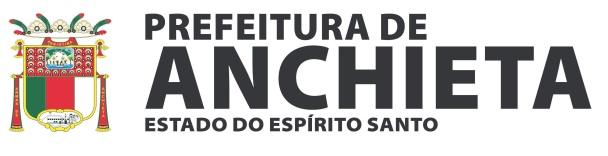 PREFEITURA DE
ANCHIETA
ESTADO DO ESPÍRITO SANTO